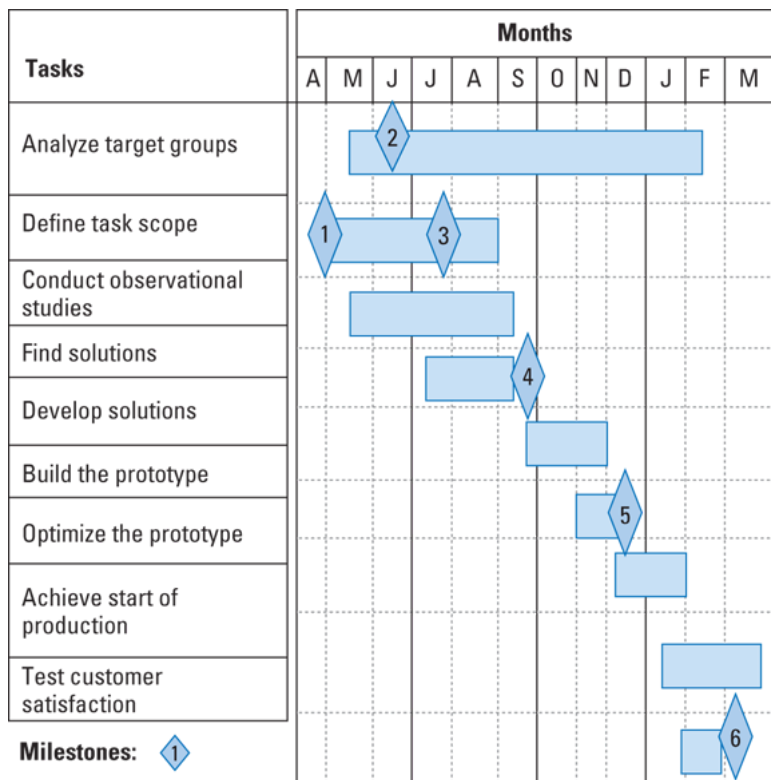 Tasks
Months
A M J J A S O N D J F M
Analyze target groups
2
Define task scope
1 3
Conduct observational
studies
Find solutions
4
Develop solutions
Build the prototype
5
Optimize the prototype
Achieve start of
production
Test customer
satisfaction
6
Milestones: 1